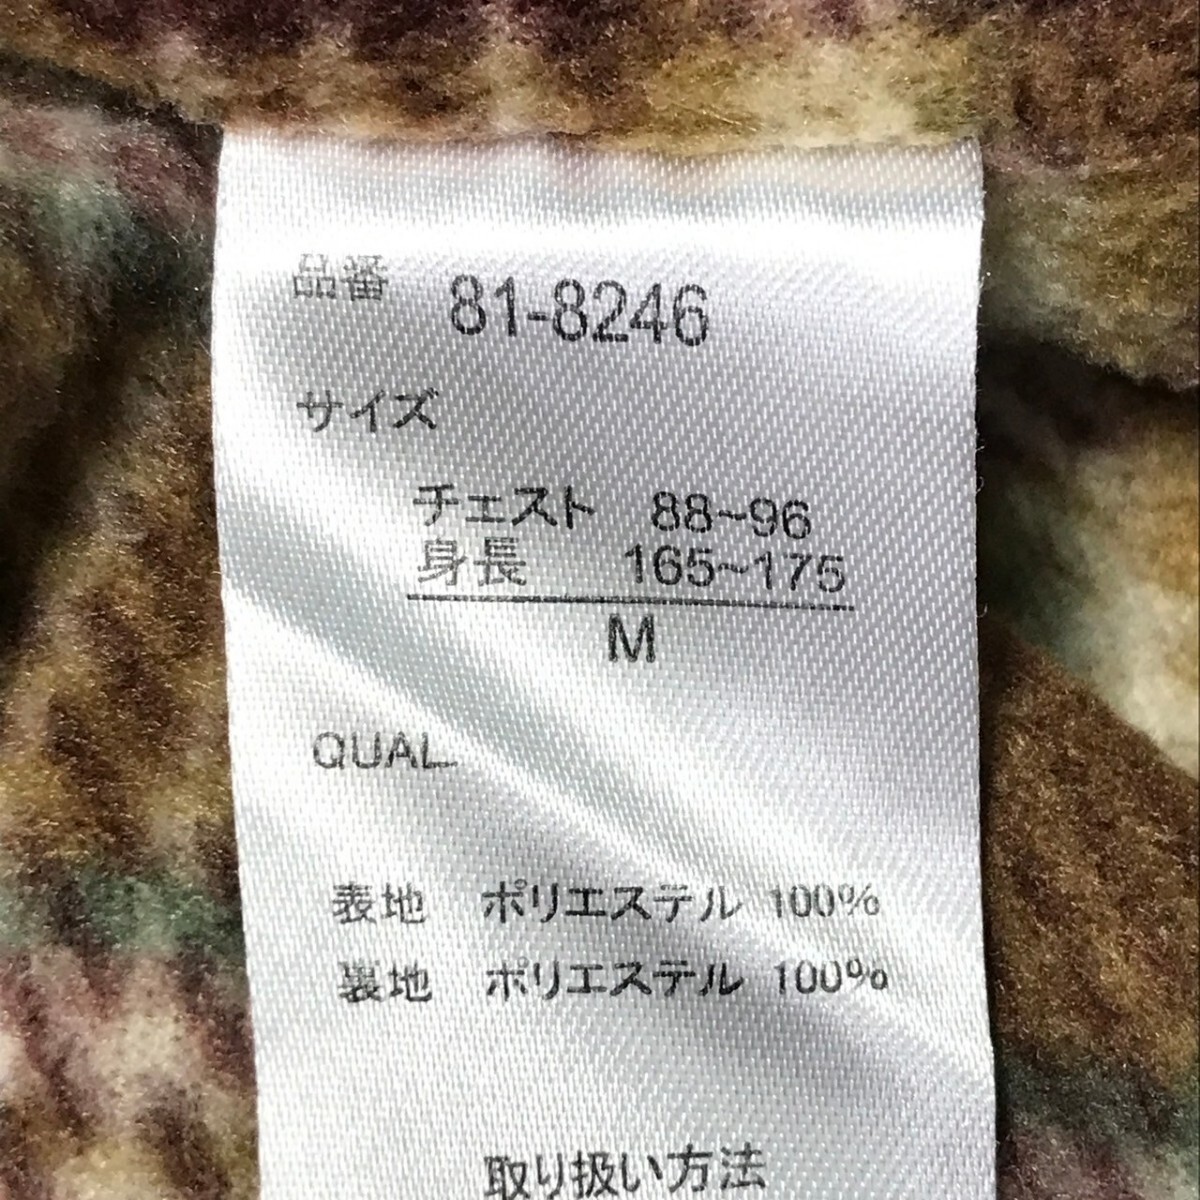 品番 81-8246
サイズ
チェスト 88~96
身長 165~175
M
QUAL.
表地 ポリエステル 100%
裏地 ポリエステル 100%
取り扱い方法